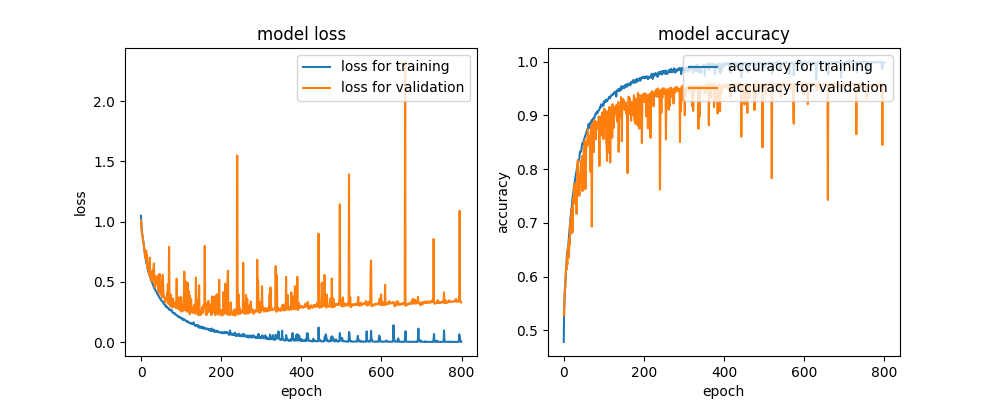 model loss
loss for training
loss for validation
2.0
1.5
1.0
0.5
0.0
loss
0
200
400
600
800
epoch
model accuracy
accuracy for training
accuracy for validation
1.0
0.9
0.8
0.7
0.6
0.5
accuracy
0
200
400
600
800
epoch